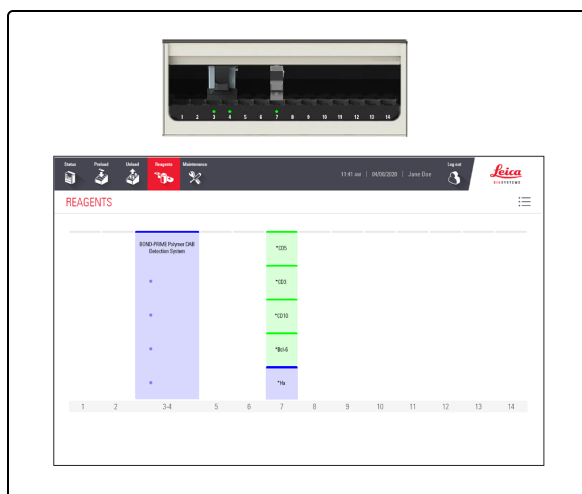 1 2 3 4 5 6 7 8 9 10 11 12 13 14
Status Preload Unload Reagents Maintenance 11:41 AM | 04/08/2020 | Jane Doe Log out
Leica
BIOSYSTEMS
REAGENTS
BOND-PRIME Polymer DAB
Detection System
*CD5
*CD3
*CD10
*Bcl-6
*Hx
1 2 3-4 5 6 7 8 9 10 11 12 13 14